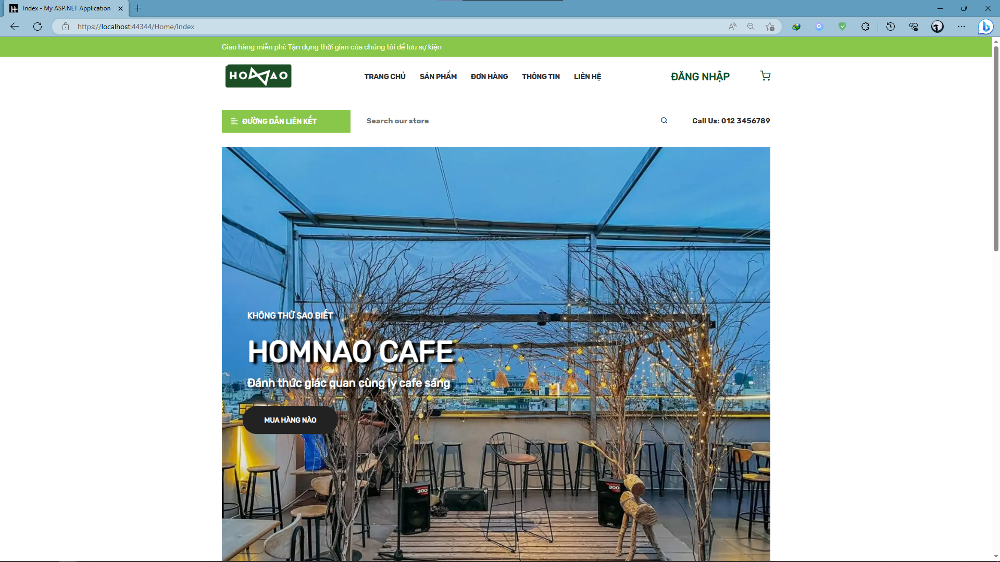 Index - My ASP.NET Application
https://localhost:44344/Home/Index
Giao hàng miễn phí: Tận dụng thời gian của chúng tôi để lưu sự kiện
HOMNAO
TRANG CHỦ SẢN PHẨM ĐƠN HÀNG THÔNG TIN LIÊN HỆ
ĐĂNG NHẬP
ĐƯỜNG DẪN LIÊN KẾT
Search our store
Call Us: 012 3456789
KHÔNG THỬ SAO BIẾT
HOMNAO CAFE
Đánh thức giác quan cùng ly cafe sáng
MUA HÀNG NÀO
300
300